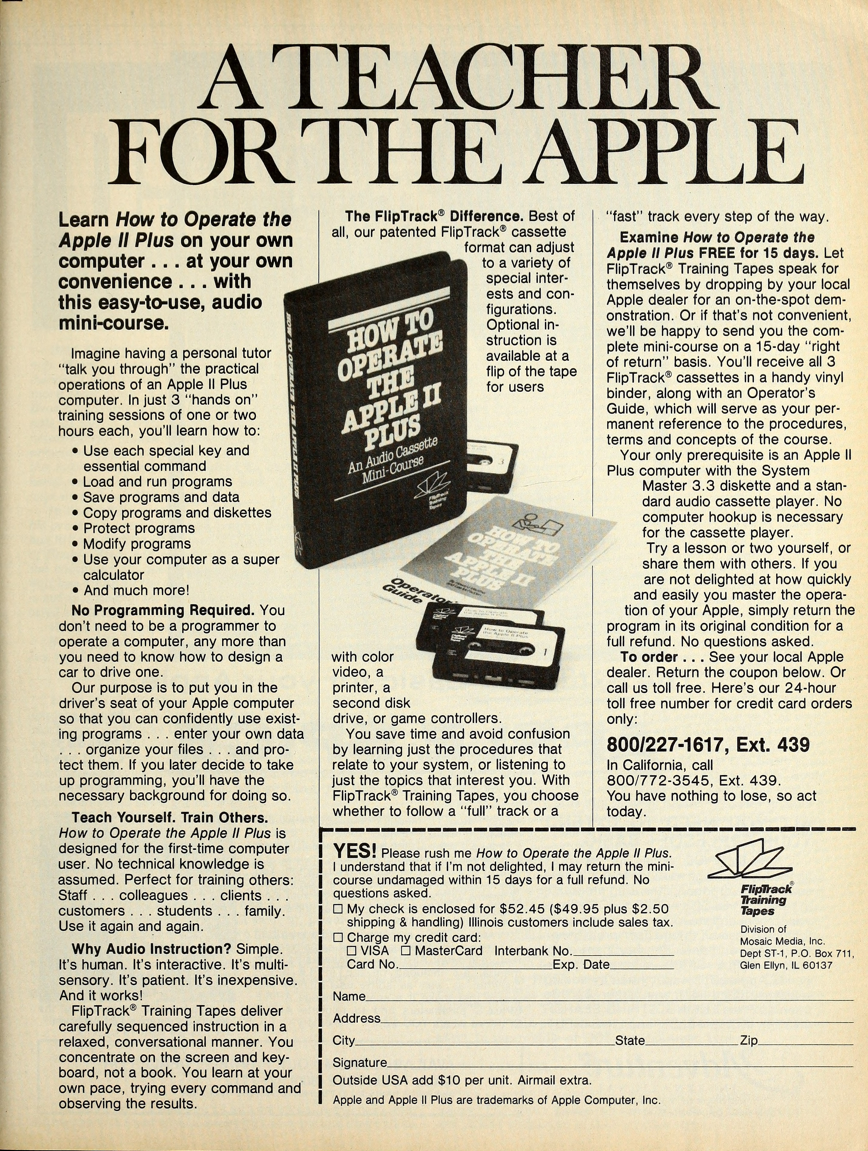 A TEACHER
FOR THE APPLE
Learn How to Operate the
Apple II Plus on your own
computer . . . at your own
convenience . . . with
this easy-to-use, audio
mini-course.
Imagine having a personal tutor
“talk you through” the practical
operations of an Apple II Plus
computer. In just 3 “hands on”
training sessions of one or two
hours each, you’ll learn how to:
• Use each special key and
essential command
• Load and run programs
• Save programs and data
• Copy programs and diskettes
• Protect programs
• Modify programs
• Use your computer as a super
calculator
• And much more!
No Programming Required. You
don’t need to be a programmer to
operate a computer, any more than
you need to know how to design a
car to drive one.
Our purpose is to put you in the
driver’s seat of your Apple computer
so that you can confidently use exist-
ing programs . . . enter your own data
. . . organize your files . . . and pro-
tect them. If you later decide to take
up programming, you’ll have the
necessary background for doing so.
Teach Yourself. Train Others.
How to Operate the Apple II Plus is
designed for the first-time computer
user. No technical knowledge is
assumed. Perfect for training others:
Staff . . . colleagues . . . clients . . .
customers . . . students . . . family.
Use it again and again.
Why Audio Instruction? Simple.
It’s human. It’s interactive. It’s multi-
sensory. It’s patient. It’s inexpensive.
And it works!
FlipTrack® Training Tapes deliver
carefully sequenced instruction in a
relaxed, conversational manner. You
concentrate on the screen and key-
board, not a book. You learn at your
own pace, trying every command and
observing the results.
The FlipTrack® Difference. Best of
all, our patented FlipTrack® cassette
format can adjust
to a variety of
special inter-
ests and con-
figurations.
Optional in-
struction is
available at a
flip of the tape
for users
HOW TO OPERATE THE APPLE II PLUS
HOW TO
OPERATE
THE
APPLE II
PLUS
An Audio Cassette
Mini-Course
FlipTrack
Training
Tapes
HOW TO
OPERATE
THE
APPLE II
PLUS
Operator's
Guide
How to Operate
the Apple II Plus
1
with color
video, a
printer, a
second disk
drive, or game controllers.
You save time and avoid confusion
by learning just the procedures that
relate to your system, or listening to
just the topics that interest you. With
FlipTrack® Training Tapes, you choose
whether to follow a “full” track or a
“fast” track every step of the way.
Examine How to Operate the
Apple II Plus FREE for 15 days. Let
FlipTrack® Training Tapes speak for
themselves by dropping by your local
Apple dealer for an on-the-spot dem-
onstration. Or if that’s not convenient,
we’ll be happy to send you the com-
plete mini-course on a 15-day “right
of return” basis. You’ll receive all 3
FlipTrack® cassettes in a handy vinyl
binder, along with an Operator’s
Guide, which will serve as your per-
manent reference to the procedures,
terms and concepts of the course.
Your only prerequisite is an Apple II
Plus computer with the System
Master 3.3 diskette and a stan-
dard audio cassette player. No
computer hookup is necessary
for the cassette player.
Try a lesson or two yourself, or
share them with others. If you
are not delighted at how quickly
and easily you master the opera-
tion of your Apple, simply return the
program in its original condition for a
full refund. No questions asked.
To order . . . See your local Apple
dealer. Return the coupon below. Or
call us toll free. Here’s our 24-hour
toll free number for credit card orders
only:
800/227-1617, Ext. 439
In California, call
800/772-3545, Ext. 439.
You have nothing to lose, so act
today.
YES! Please rush me How to Operate the Apple II Plus.
I understand that if I’m not delighted, I may return the mini-
course undamaged within 15 days for a full refund. No
questions asked.
☐ My check is enclosed for $52.45 ($49.95 plus $2.50
shipping & handling) Illinois customers include sales tax.
☐ Charge my credit card:
☐ VISA ☐ MasterCard Interbank No.
Card No. Exp. Date
FlipTrack®
Training
Tapes
Division of
Mosaic Media, Inc.
Dept ST-1, P.O. Box 711,
Glen Ellyn, IL 60137
Name
Address
City State Zip
Signature
Outside USA add $10 per unit. Airmail extra.
Apple and Apple II Plus are trademarks of Apple Computer, Inc.